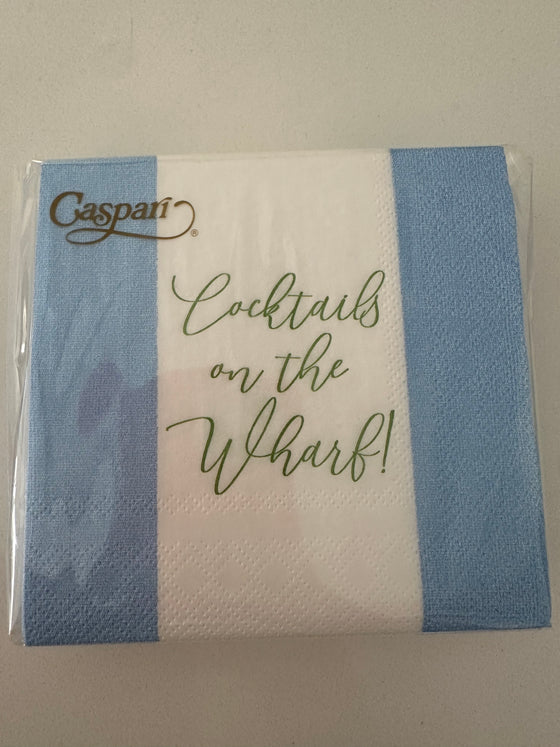 Caspari®
Cocktails
on the
Wharf!